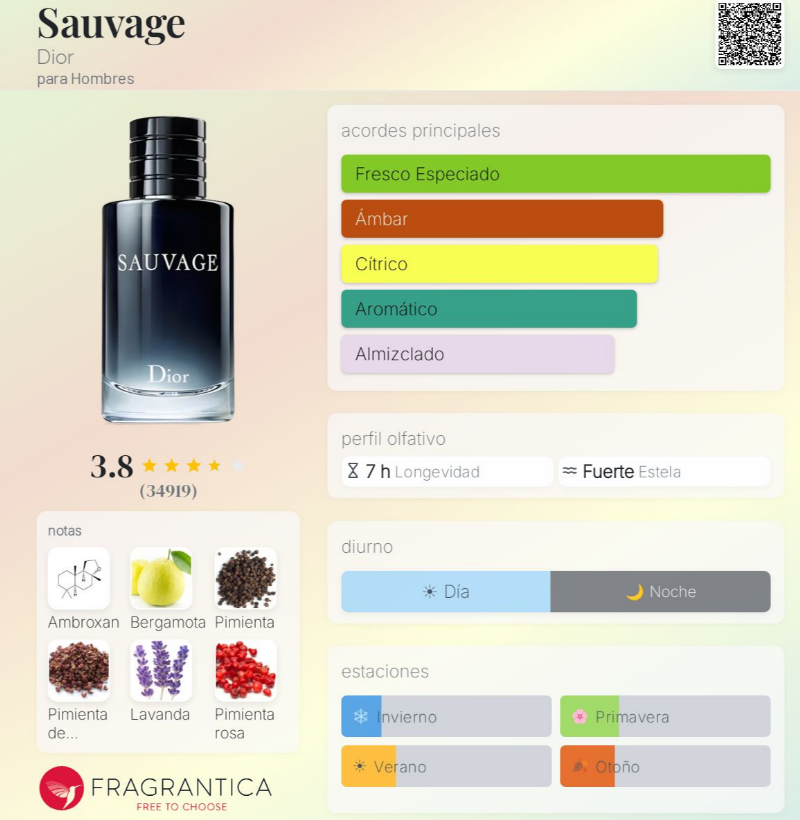 Sauvage
Dior
para Hombres
SAUVAGE
Dior
3.8
(34919)
notas
Ambroxan
Bergamota
Pimienta
Pimienta
de...
Lavanda
Pimienta
rosa
FRAGRANTICA
FREE TO CHOOSE
acordes principales
Fresco Especiado
Ámbar
Cítrico
Aromático
Almizclado
perfil olfativo
7 h Longevidad
Fuerte Estela
diurno
Día
Noche
estaciones
Invierno
Primavera
Verano
Otoño